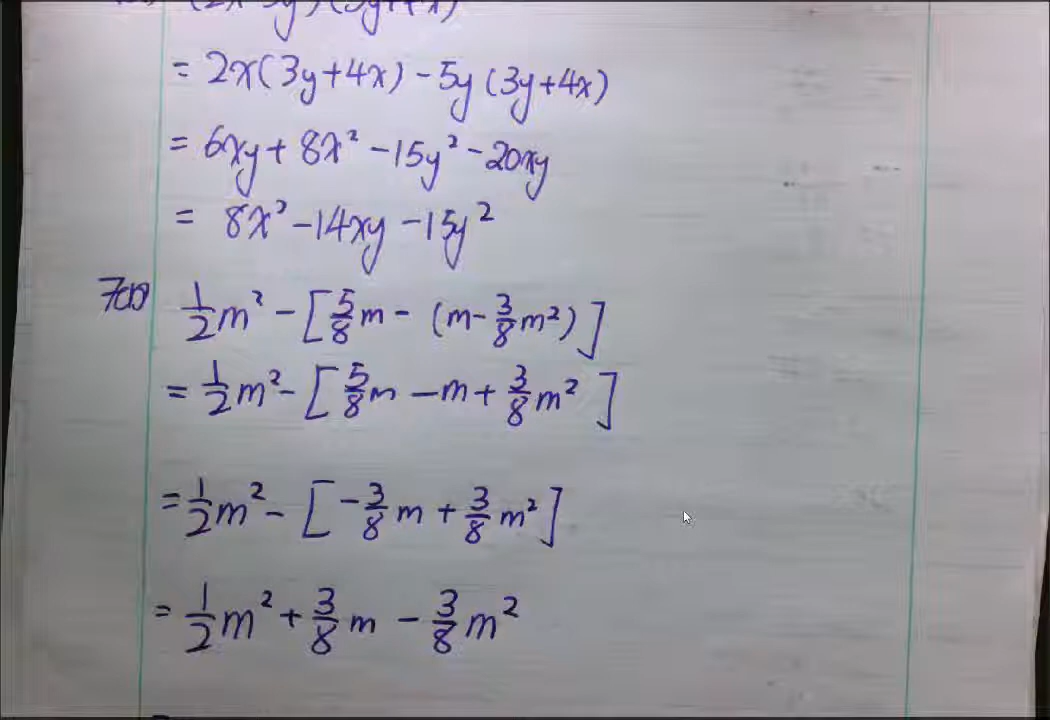 = 2x(3y+4x) - 5y(3y+4x)
= 6xy + 8x² - 15y² - 20xy
= 8x² - 14xy - 15y²
½m² - [⅝m - (m - ⅜m²)]
= ½m² - [⅝m - m + ⅜m²]
= ½m² - [-⅜m + ⅜m²]
= ½m² + ⅜m - ⅜m²